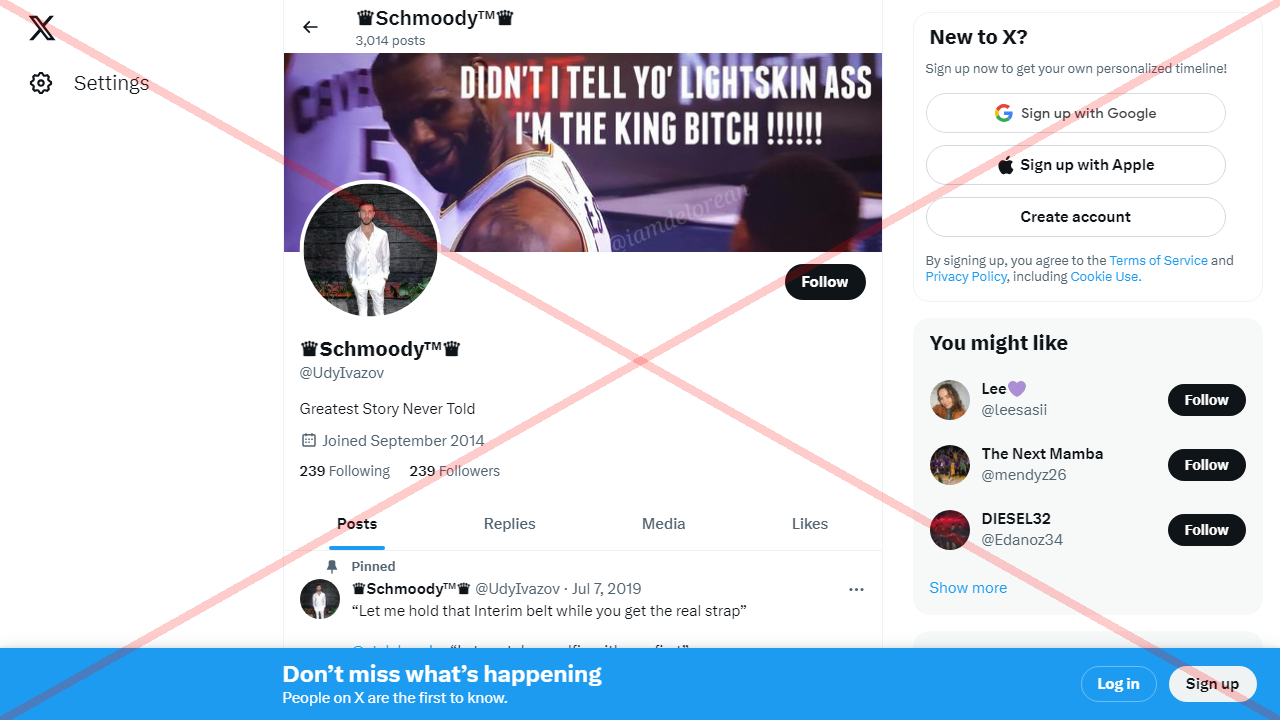 Settings
♛Schmoody™♛
3,014 posts
DIDN'T I TELL YO' LIGHTSKIN ASS
I'M THE KING BITCH !!!!!!
@iamdelorean
Follow
♛Schmoody™♛
@UdyIvazov
Greatest Story Never Told
Joined September 2014
239 Following 239 Followers
Posts Replies Media Likes
Pinned
♛Schmoody™♛ @UdyIvazov · Jul 7, 2019
“Let me hold that Interim belt while you get the real strap”
New to X?
Sign up now to get your own personalized timeline!
Sign up with Google
Sign up with Apple
Create account
By signing up, you agree to the Terms of Service and
Privacy Policy, including Cookie Use.
You might like
Lee💜
@leesasii
Follow
The Next Mamba
@mendyz26
Follow
DIESEL32
@Edanoz34
Follow
Show more
Don’t miss what’s happening
People on X are the first to know.
Log in
Sign up